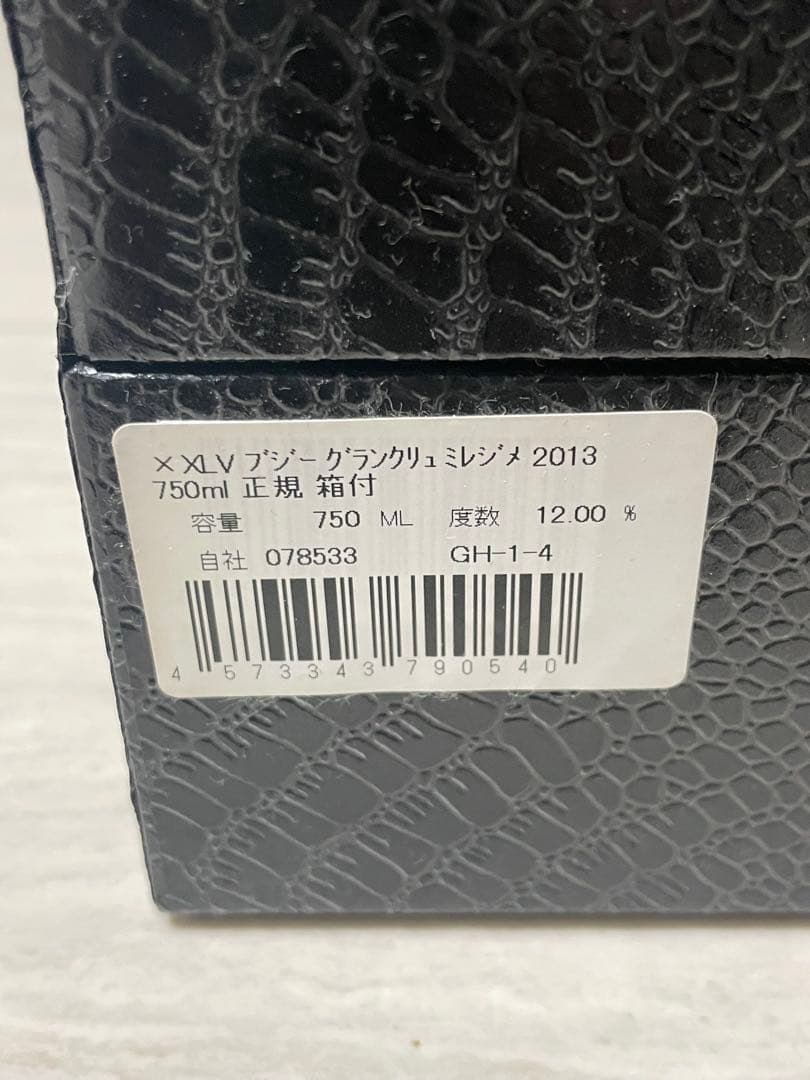 × XLV ﾌﾞｼﾞｰ ｸﾞﾗﾝｸﾘｭ ﾐﾚｼﾞﾒ 2013
750ml 正規 箱付
容量 750 ML 度数 12.00 %
自社 078533 GH-1-4
4 573343 790540